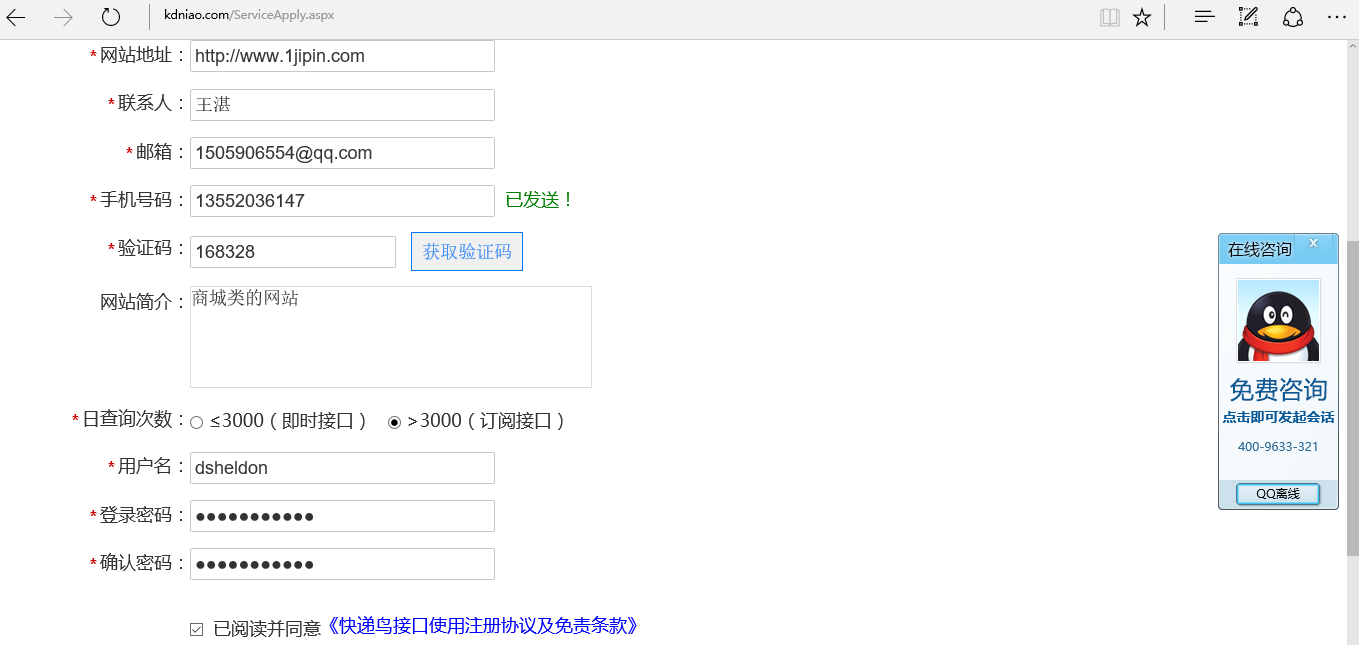 kdniao.com/ServiceApply.aspx
*网站地址： http://www.1jipin.com
*联系人： 王湛
*邮箱： 1505906554@qq.com
*手机号码： 13552036147 已发送！
*验证码： 168328 获取验证码
网站简介： 商城类的网站
*日查询次数： ≤3000（即时接口） >3000（订阅接口）
*用户名： dsheldon
*登录密码： ●●●●●●●●●●●
*确认密码： ●●●●●●●●●●●
已阅读并同意《快递鸟接口使用注册协议及免责条款》
在线咨询 x
免费咨询
点击即可发起会话
400-9633-321
QQ离线